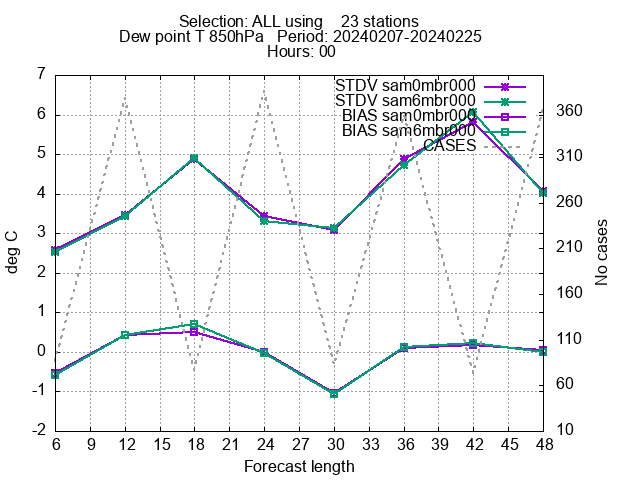 Selection: ALL using 23 stations
Dew point T 850hPa Period: 20240207-20240225
Hours: 00
STDV sam0mbr000
STDV sam6mbr000
BIAS sam0mbr000
BIAS sam6mbr000
CASES
deg C
7
6
5
4
3
2
1
0
-1
-2
No cases
360
310
260
210
160
110
60
10
6 9 12 15 18 21 24 27 30 33 36 39 42 45 48
Forecast length